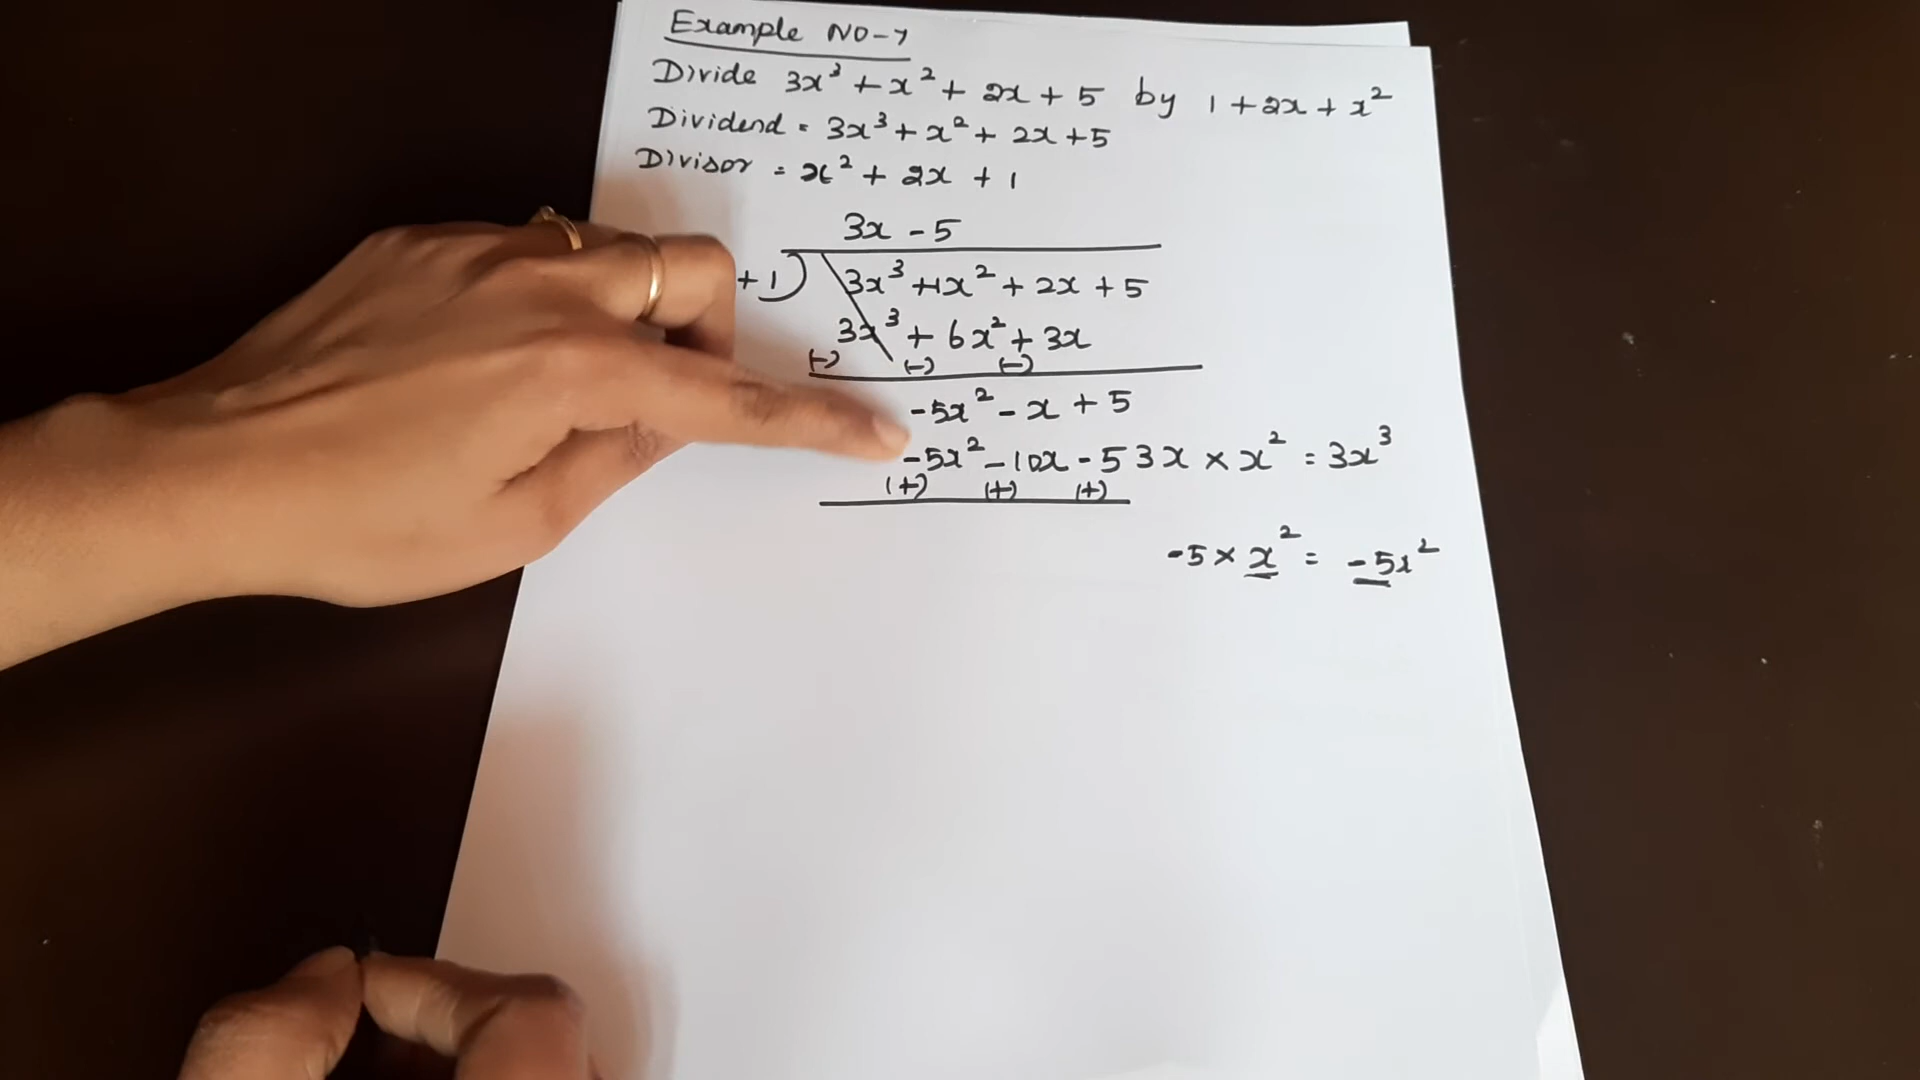 Example NO-7
Divide 3x³ + x² + 2x + 5 by 1 + 2x + x²
Dividend = 3x³ + x² + 2x + 5
Divisor = x² + 2x + 1
3x - 5
+ 1) 3x³ + 1x² + 2x + 5
3x³ + 6x² + 3x
(-) (-) (-)
-5x² - x + 5
-5x² - 10x - 5 3x × x² = 3x³
(+) (+) (+)
-5 × x² = -5x²